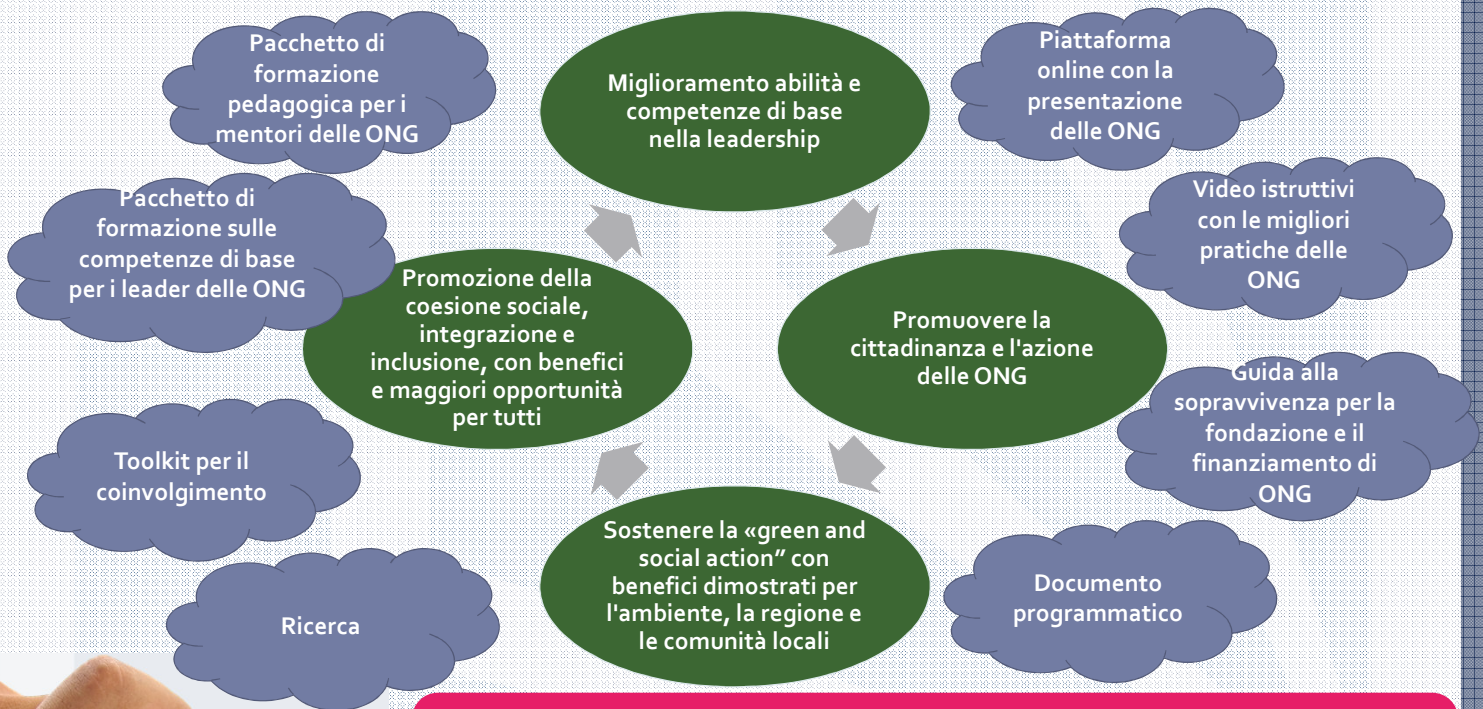 Pacchetto di
formazione
pedagogica per i
mentori delle ONG
Miglioramento abilità e
competenze di base
nella leadership
Piattaforma
online con la
presentazione
delle ONG
Pacchetto di
formazione sulle
competenze di base
per i leader delle ONG
Video istruttivi
con le migliori
pratiche delle
ONG
Promozione della
coesione sociale,
integrazione e
inclusione, con benefici
e maggiori opportunità
per tutti
Promuovere la
cittadinanza e l'azione
delle ONG
Guida alla
sopravvivenza per la
fondazione e il
finanziamento di
ONG
Toolkit per il
coinvolgimento
Sostenere la «green and
social action” con
benefici dimostrati per
l'ambiente, la regione e
le comunità locali
Documento
programmatico
Ricerca